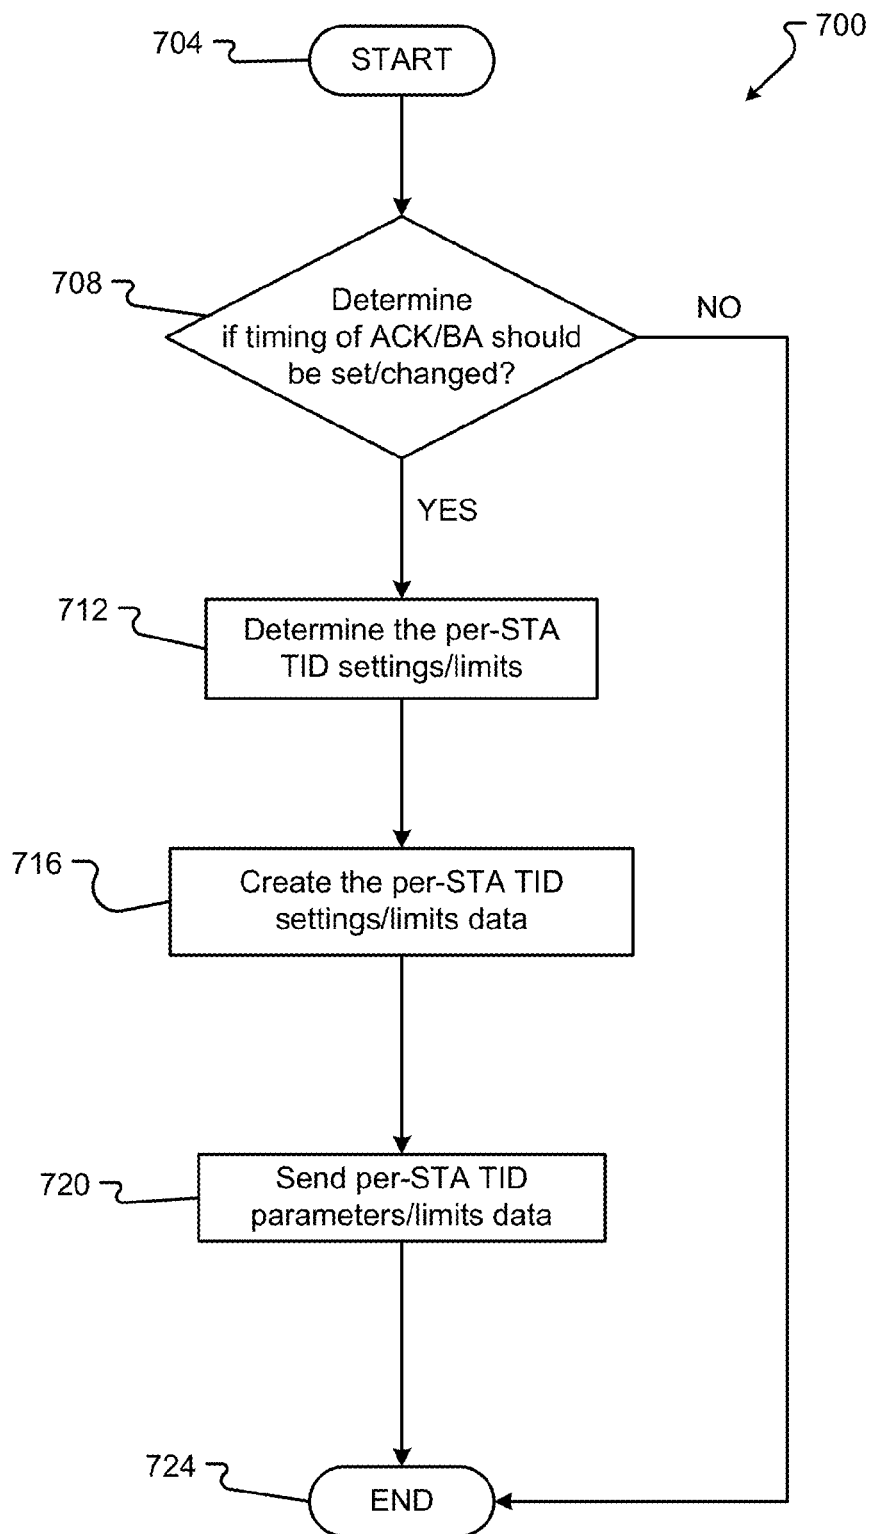 700
704
START
708
Determine
if timing of ACK/BA should
be set/changed?
NO
YES
712
Determine the per-STA
TID settings/limits
716
Create the per-STA TID
settings/limits data
720
Send per-STA TID
parameters/limits data
724
END